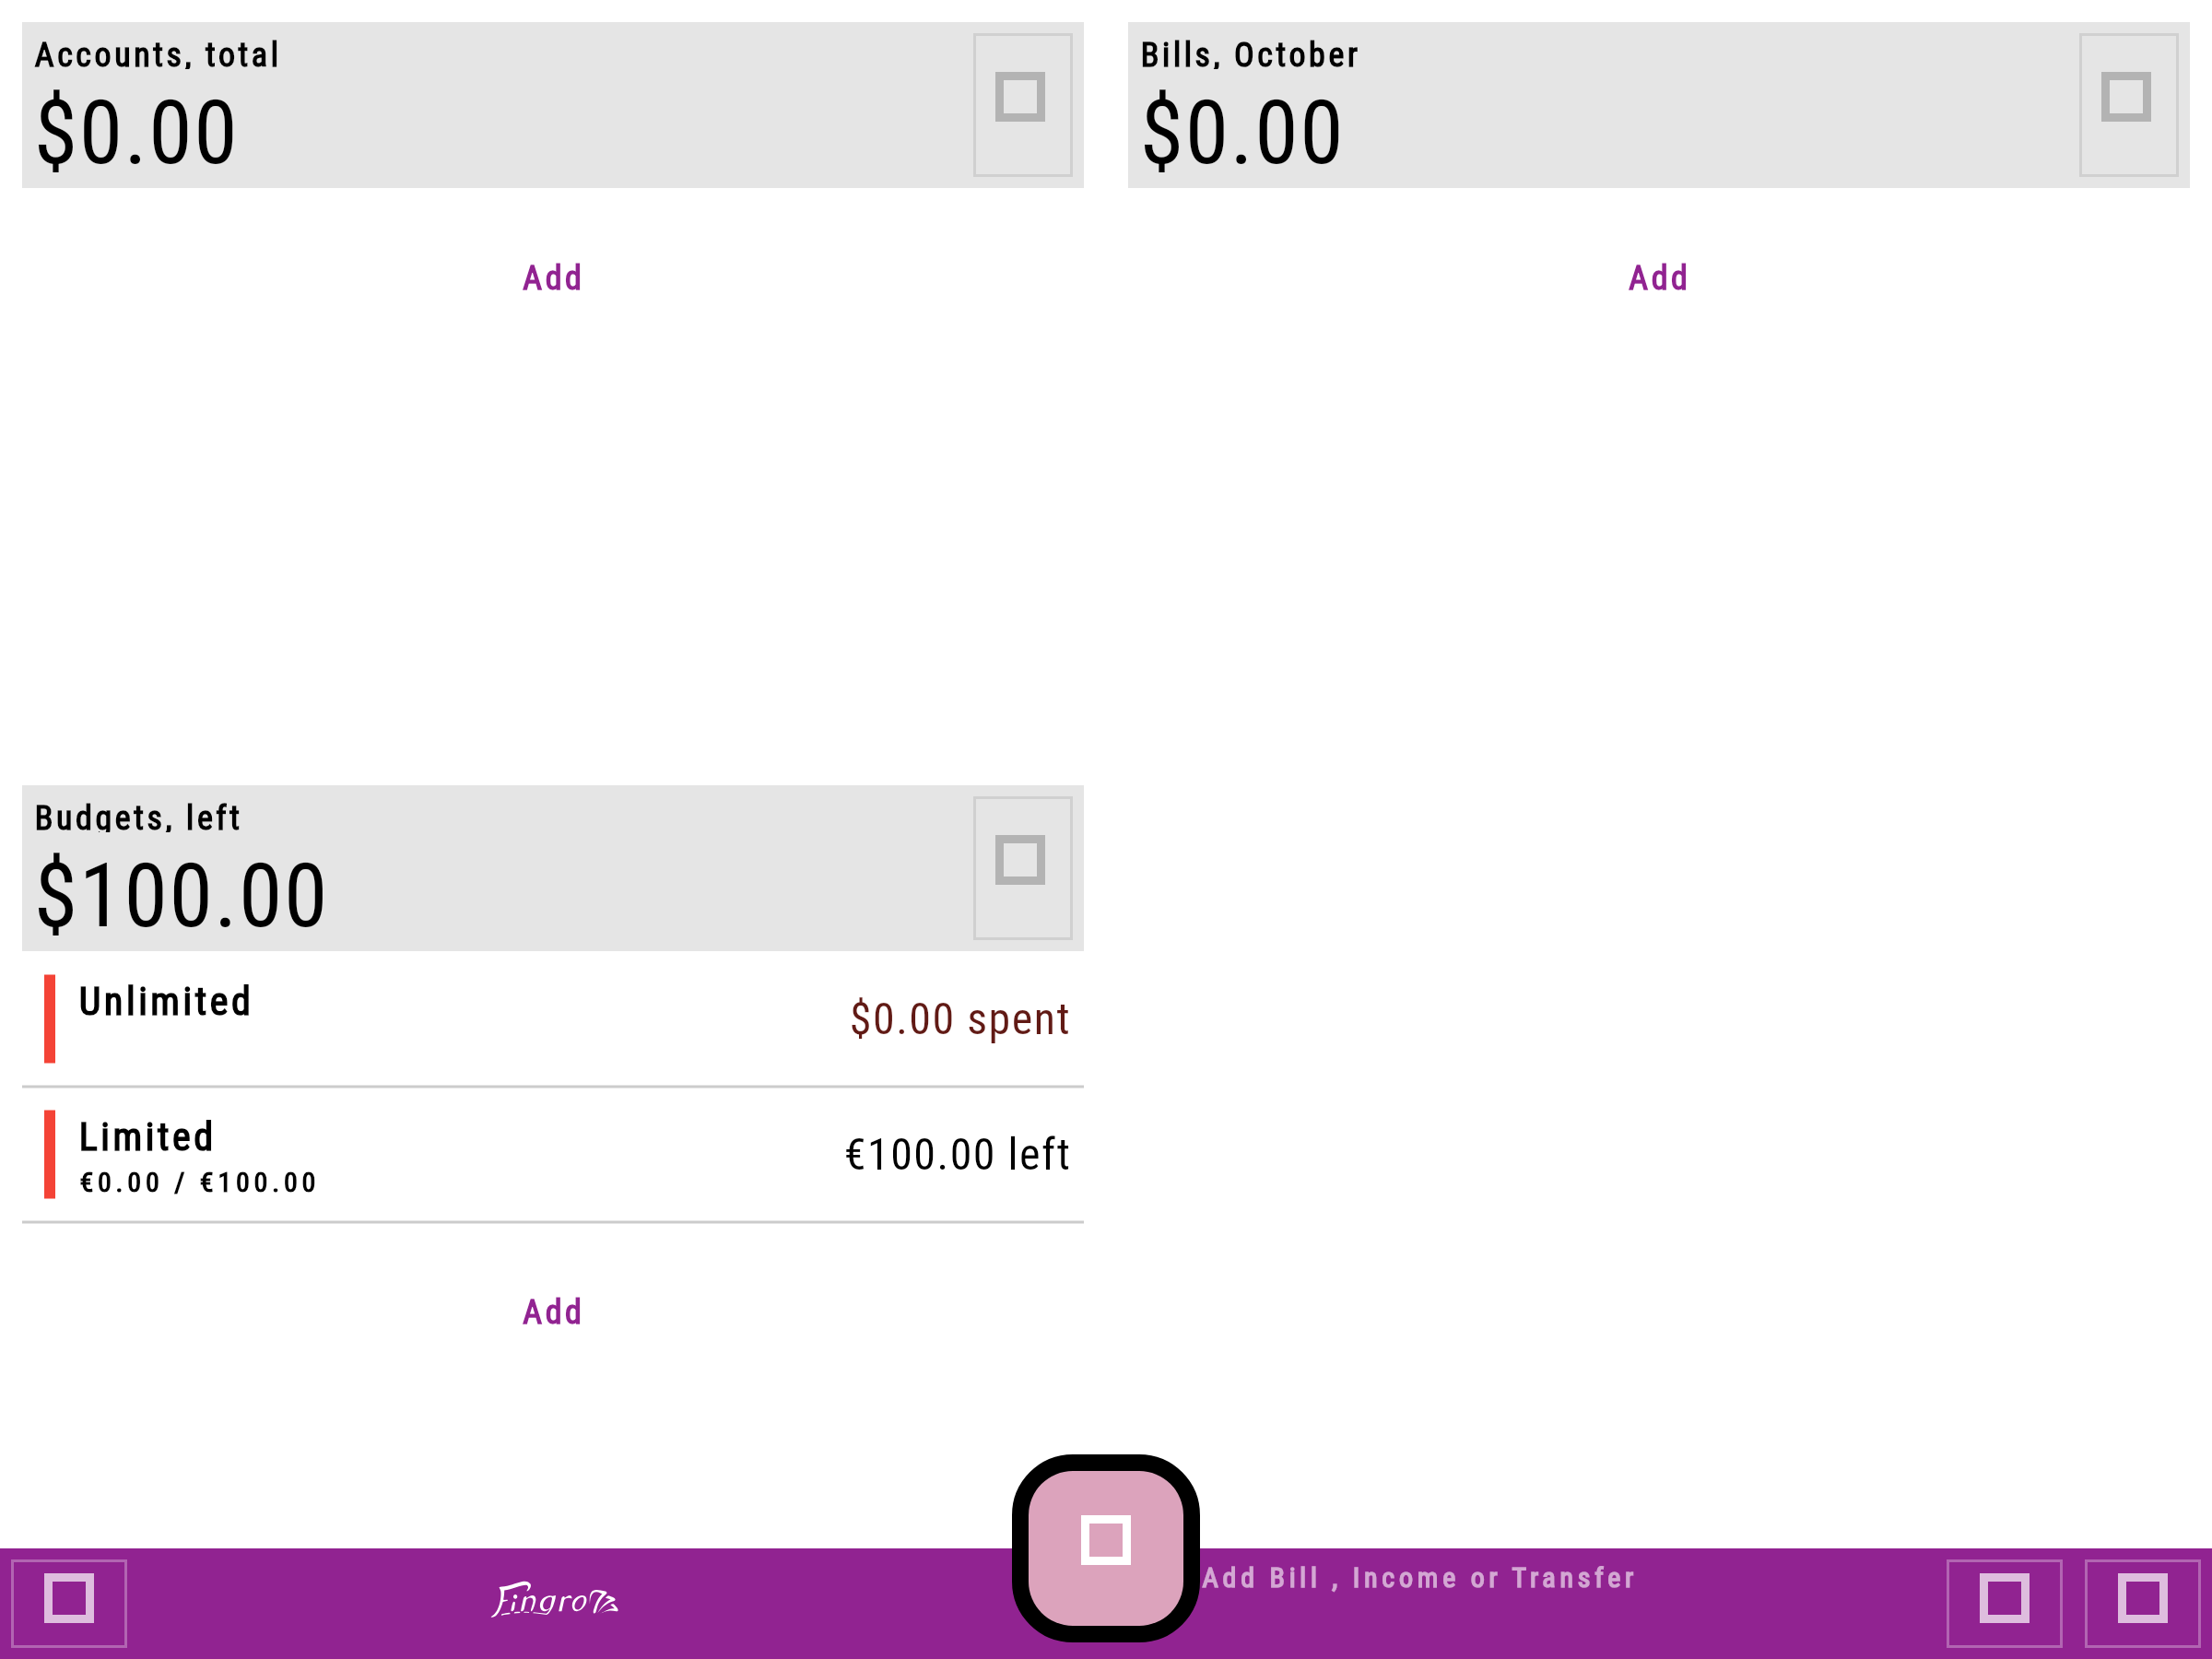 Accounts, total
$0.00
Add
Bills, October
$0.00
Add
Budgets, left
$100.00
Unlimited
$0.00 spent
Limited
€0.00 / €100.00
€100.00 left
Add
Fingroz
Add Bill , Income or Transfer